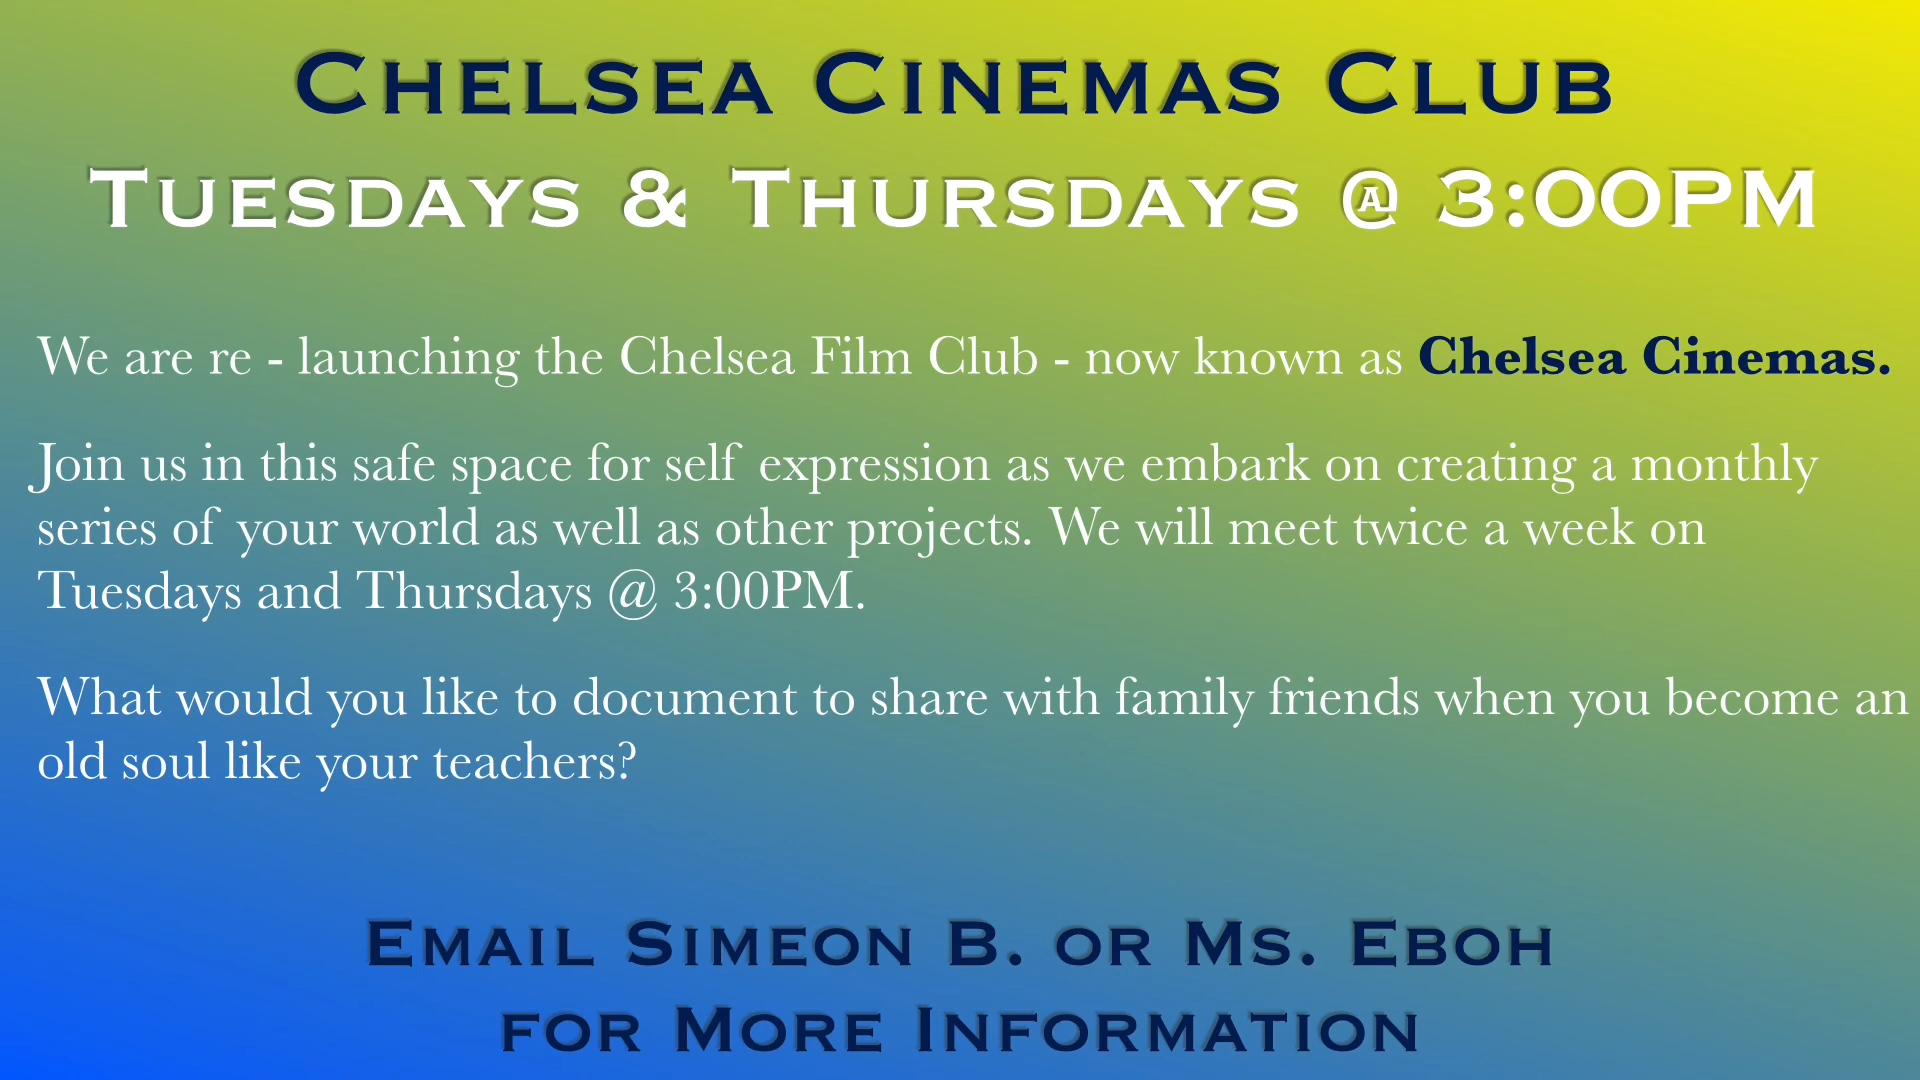 Chelsea Cinemas Club
Tuesdays & Thursdays @ 3:00PM
We are re - launching the Chelsea Film Club - now known as Chelsea Cinemas.
Join us in this safe space for self expression as we embark on creating a monthly
series of your world as well as other projects. We will meet twice a week on
Tuesdays and Thursdays @ 3:00PM.
What would you like to document to share with family friends when you become an
old soul like your teachers?
Email Simeon B. or Ms. Eboh
for More Information